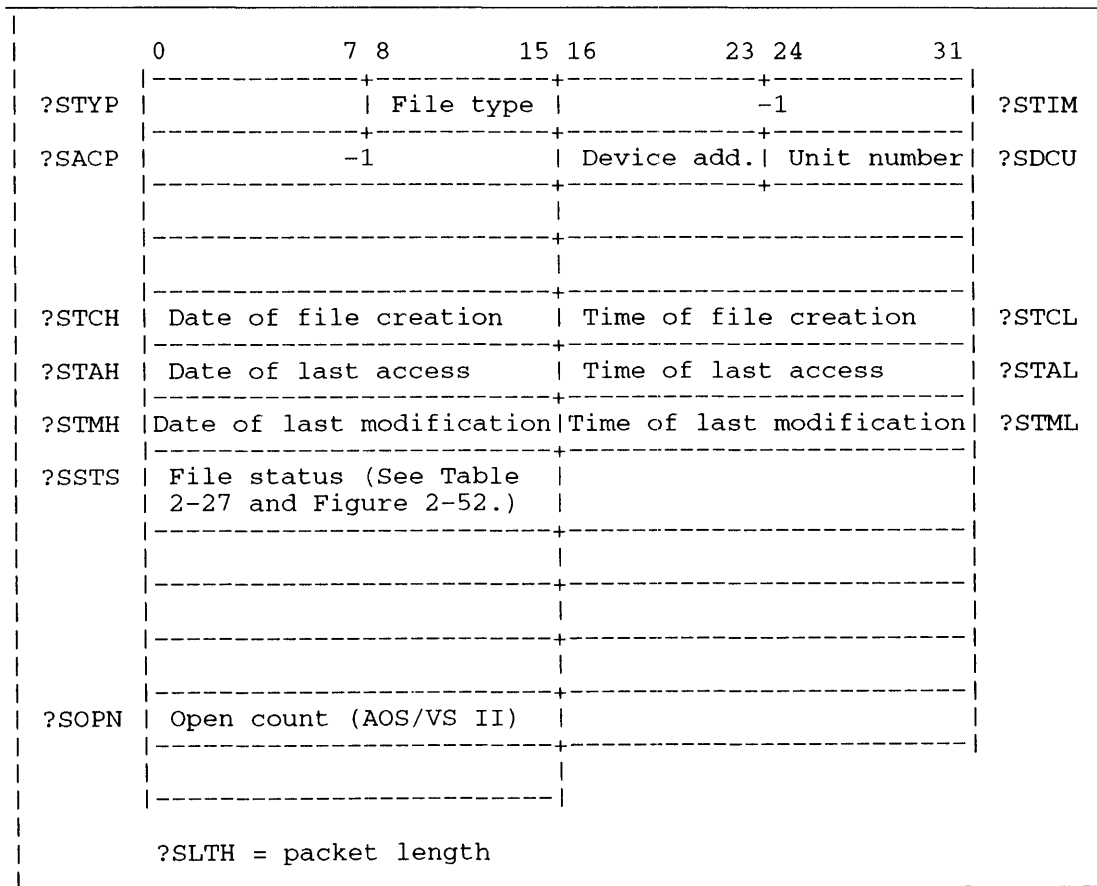 0 7 8 15 16 23 24 31
?STYP File type -1 ?STIM
?SACP -1 Device add. Unit number ?SDCU
?STCH Date of file creation Time of file creation ?STCL
?STAH Date of last access Time of last access ?STAL
?STMH Date of last modification Time of last modification ?STML
?SSTS File status (See Table
2-27 and Figure 2-52.)
?SOPN Open count (AOS/VS II)
?SLTH = packet length